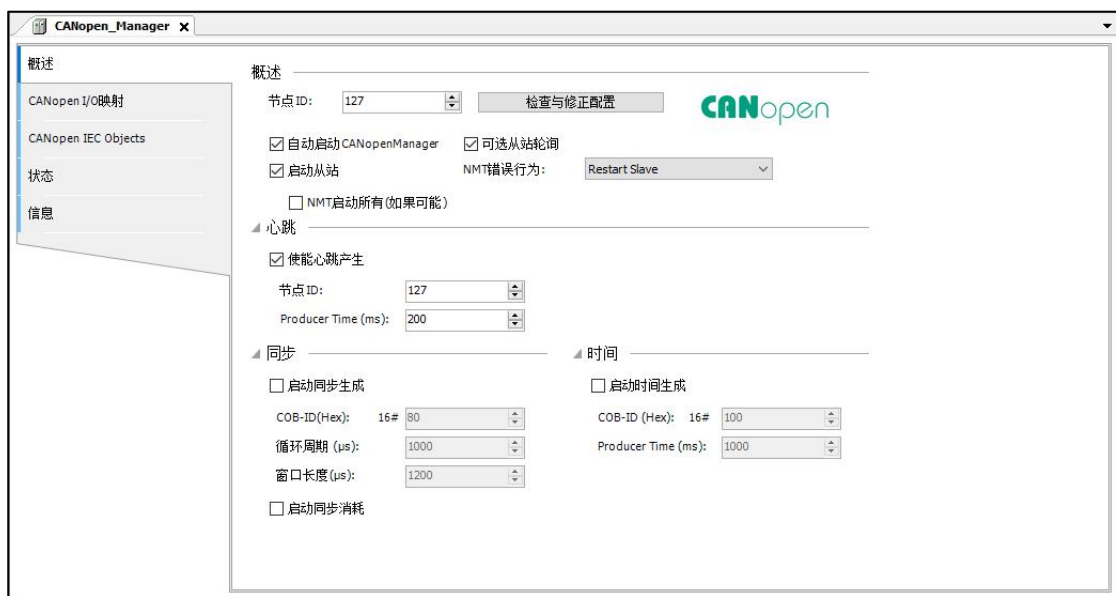 CANopen_Manager
概述
CANopen I/O映射
CANopen IEC Objects
状态
信息
概述
节点ID: 127 检查与修正配置 CANopen
自动启动CANopenManager 可选从站轮询
启动从站 NMT错误行为: Restart Slave
NMT启动所有(如果可能)
心跳
使能心跳产生
节点ID: 127
Producer Time (ms): 200
同步 时间
启动同步生成 启动时间生成
COB-ID(Hex): 16# 80 COB-ID (Hex): 16# 100
循环周期 (µs): 1000 Producer Time (ms): 1000
窗口长度(µs): 1200
启动同步消耗